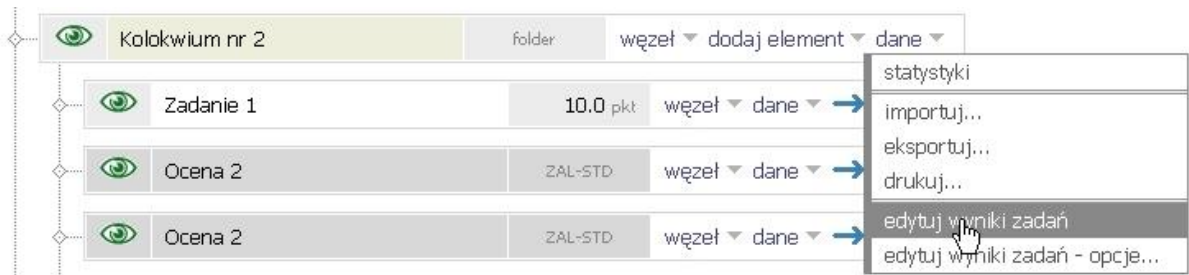 Kolokwium nr 2 folder węzeł dodaj element dane
statystyki
Zadanie 1 10.0 pkt węzeł dane
importuj...
eksportuj...
Ocena 2 ZAL-STD węzeł dane
drukuj...
edytuj wyniki zadań
Ocena 2 ZAL-STD węzeł dane
edytuj wyniki zadań - opcje...